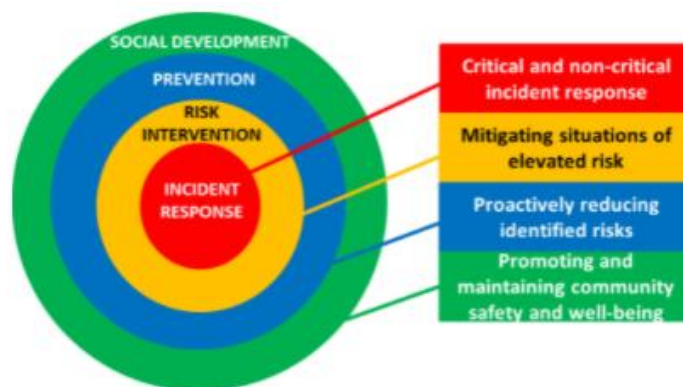 SOCIAL DEVELOPMENT
PREVENTION
RISK
INTERVENTION
INCIDENT
RESPONSE
Critical and non-critical
incident response
Mitigating situations of
elevated risk
Proactively reducing
identified risks
Promoting and
maintaining community
safety and well-being